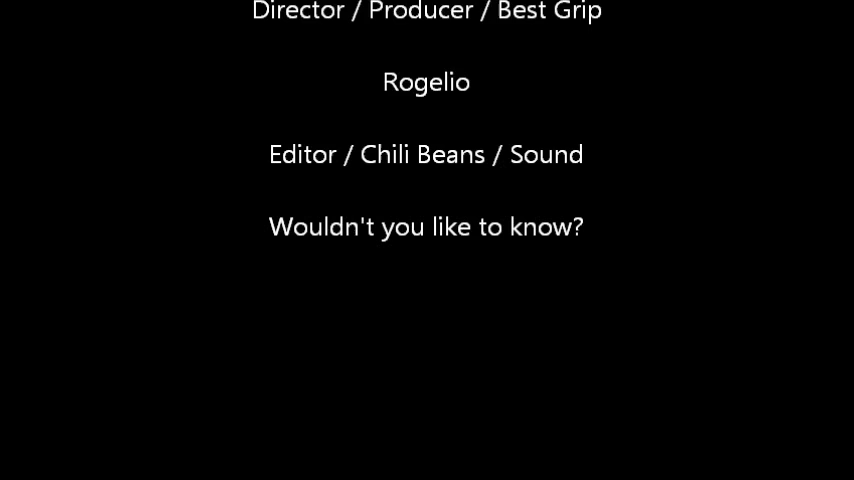 Director / Producer / Best Grip
Rogelio
Editor / Chili Beans / Sound
Wouldn't you like to know?